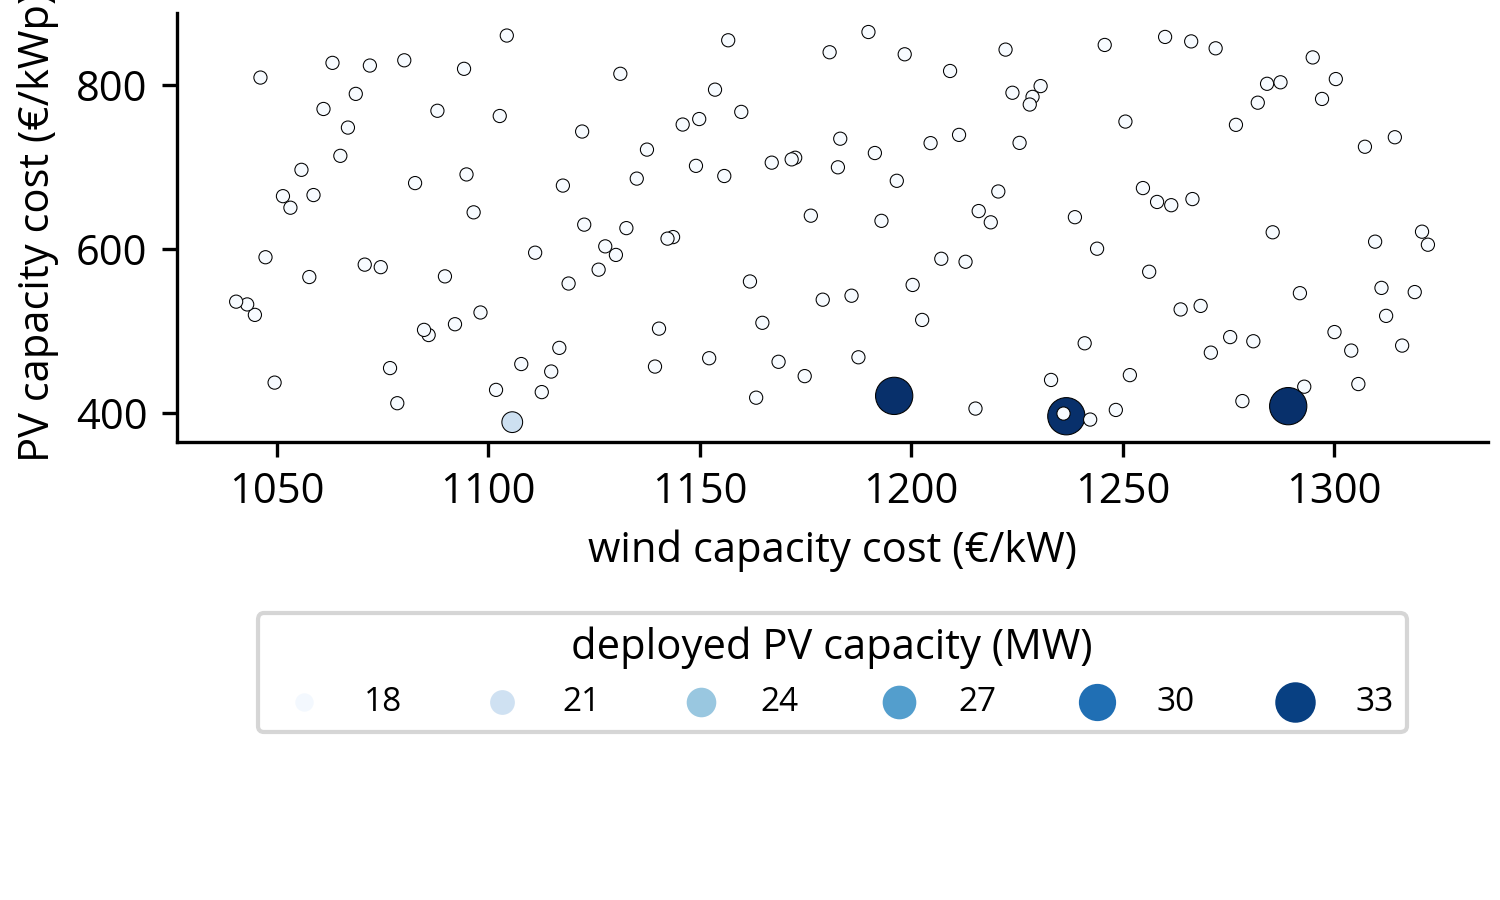 PV capacity cost (€/kWp)
800
600
400
1050 1100 1150 1200 1250 1300
wind capacity cost (€/kW)
deployed PV capacity (MW)
18 21 24 27 30 33